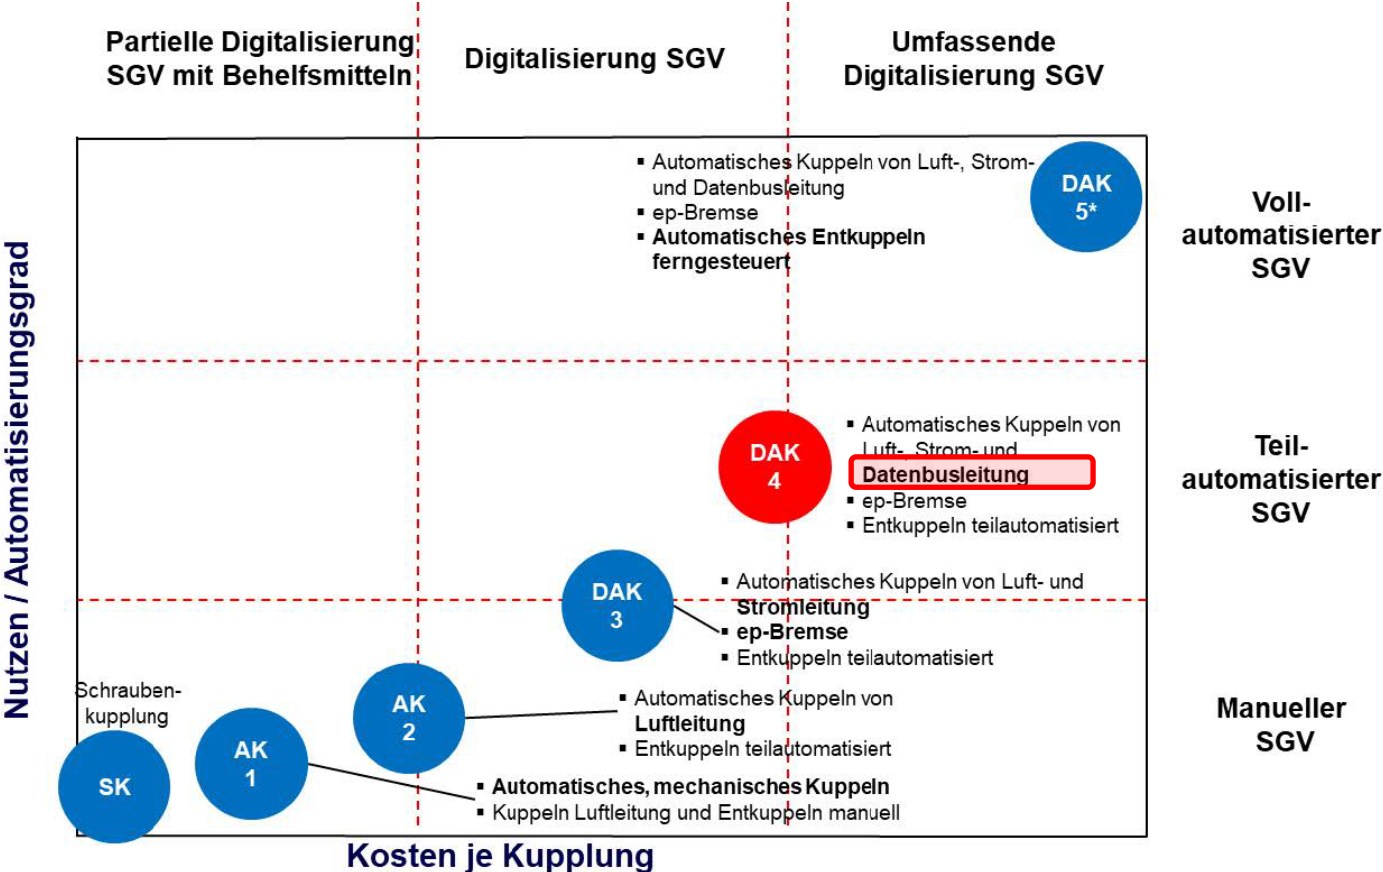 Partielle Digitalisierung
SGV mit Behelfsmitteln
Digitalisierung SGV
Umfassende
Digitalisierung SGV
Nutzen / Automatisierungsgrad
▪ Automatisches Kuppeln von Luft-, Strom-
und Datenbusleitung
▪ ep-Bremse
▪ Automatisches Entkuppeln
ferngesteuert
DAK
5*
Voll-
automatisierter
SGV
DAK
4
▪ Automatisches Kuppeln von
Luft-, Strom- und
Datenbusleitung
▪ ep-Bremse
▪ Entkuppeln teilautomatisiert
Teil-
automatisierter
SGV
DAK
3
▪ Automatisches Kuppeln von Luft- und
Stromleitung
▪ ep-Bremse
▪ Entkuppeln teilautomatisiert
AK
2
▪ Automatisches Kuppeln von
Luftleitung
▪ Entkuppeln teilautomatisiert
Manueller
SGV
Schrauben-
kupplung
SK
AK
1
▪ Automatisches, mechanisches Kuppeln
▪ Kuppeln Luftleitung und Entkuppeln manuell
Kosten je Kupplung